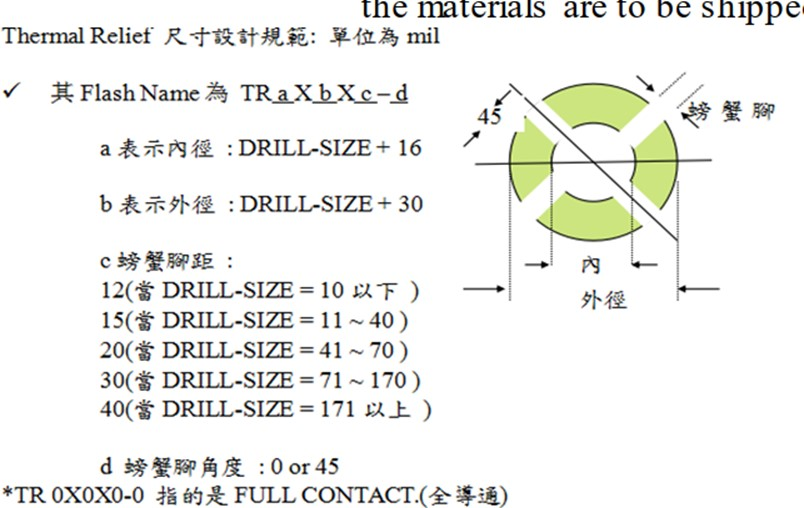 the materials are to be shipped
Thermal Relief 尺寸設計規範: 單位為 mil
✓ 其 Flash Name 為 TR a X b X c – d
a 表示內徑 : DRILL-SIZE + 16
b 表示外徑 : DRILL-SIZE + 30
c 螃蟹腳距 :
12(當 DRILL-SIZE = 10 以下 )
15(當 DRILL-SIZE = 11 ~ 40 )
20(當 DRILL-SIZE = 41 ~ 70 )
30(當 DRILL-SIZE = 71 ~ 170 )
40(當 DRILL-SIZE = 171 以上 )
d 螃蟹腳角度 : 0 or 45
*TR 0X0X0-0 指的是 FULL CONTACT.(全導通)
45
螃蟹腳
內
外徑